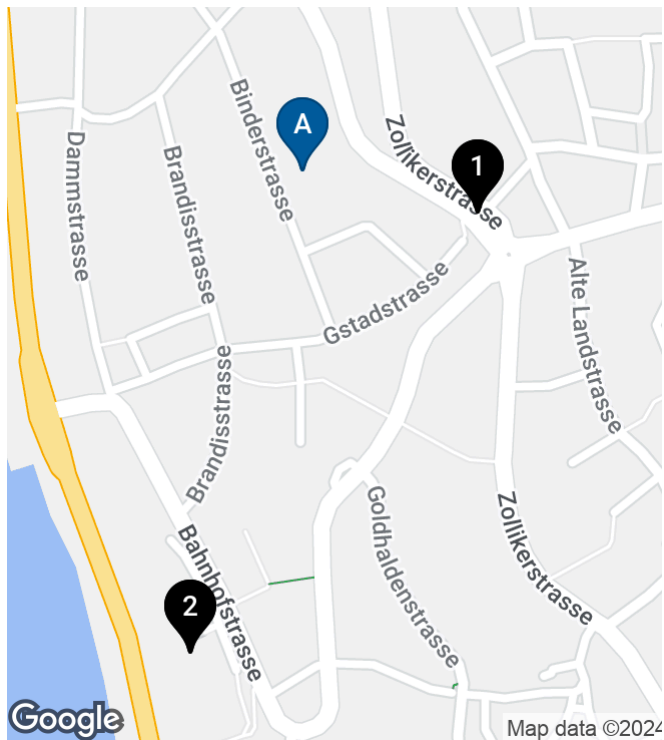 A
1
Zollikerstrasse
Binderstrasse
Dammstrasse
Brandisstrasse
Gstadstrasse
Alte Landstrasse
Brandisstrasse
Goldhaldenstrasse
Zollikerstrasse
Bahnhofstrasse
2
Google
Map data ©2024